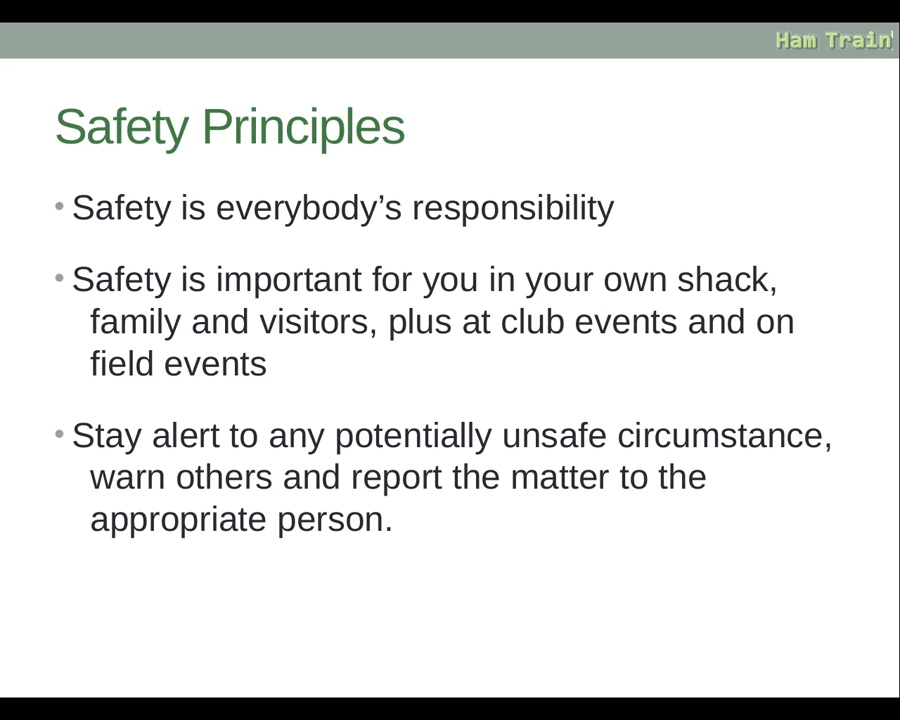 Ham Train
Safety Principles
• Safety is everybody’s responsibility
• Safety is important for you in your own shack,
family and visitors, plus at club events and on
field events
• Stay alert to any potentially unsafe circumstance,
warn others and report the matter to the
appropriate person.